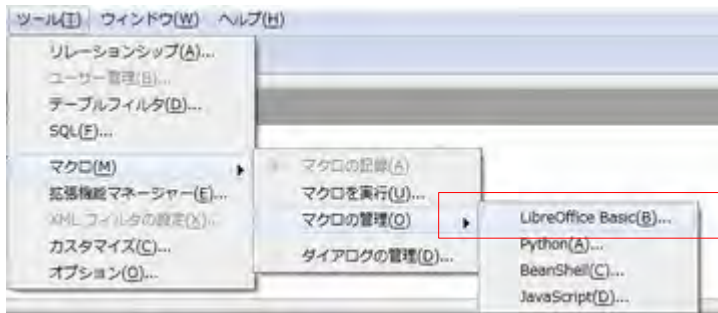 ツール(T) ウィンドウ(W) ヘルプ(H)
リレーションシップ(A)...
ユーザー管理(B)...
テーブルフィルタ(D)...
SQL(F)...
マクロ(M)
拡張機能マネージャー(E)...
XML フィルタの設定(X)...
カスタマイズ(C)...
オプション(O)...
マクロの記録(A)
マクロを実行(U)...
マクロの管理(O)
ダイアログの管理(D)...
LibreOffice Basic(B)...
Python(A)...
BeanShell(C)...
JavaScript(D)...